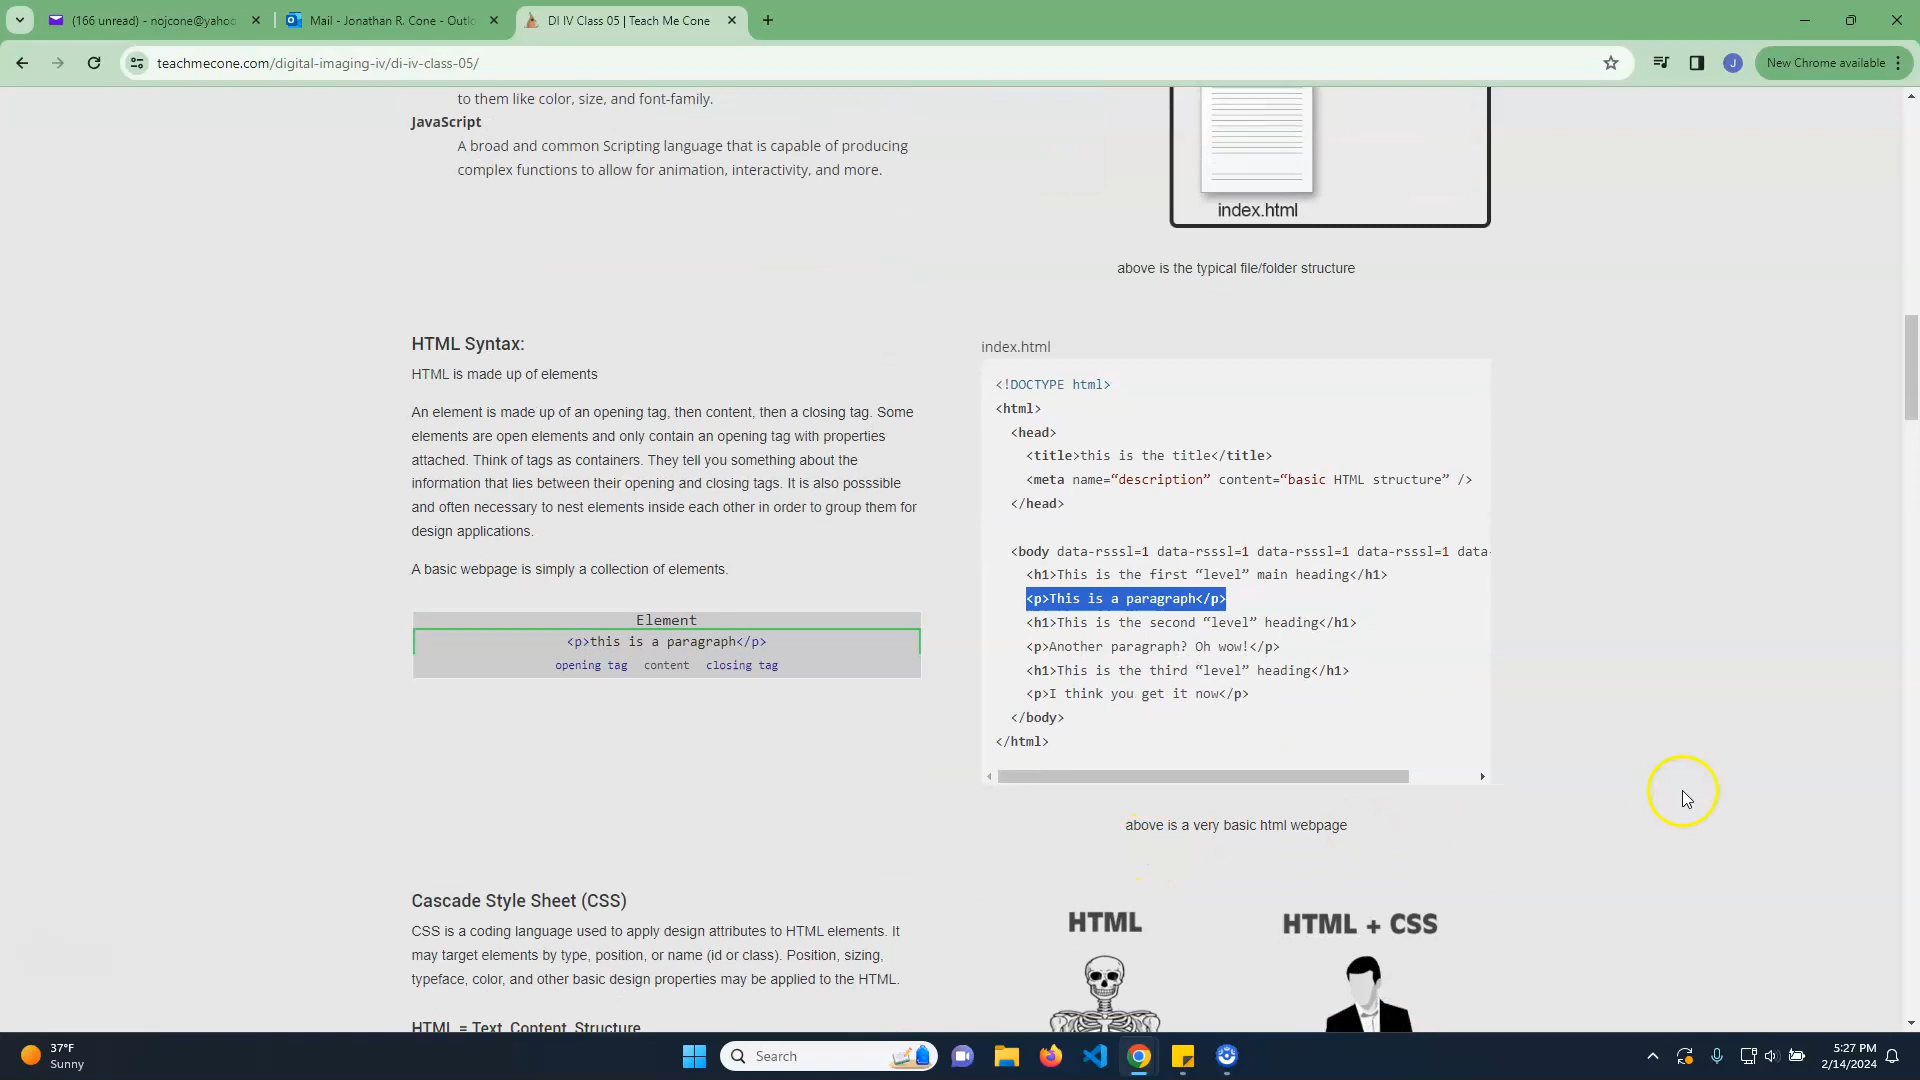 (166 unread) - nojcone@yahoo
Mail - Jonathan R. Cone - Outlo
DI IV Class 05 | Teach Me Cone
teachmecone.com/digital-imaging-iv/di-iv-class-05/
J
New Chrome available
to them like color, size, and font-family.
JavaScript
A broad and common Scripting language that is capable of producing
complex functions to allow for animation, interactivity, and more.
index.html
above is the typical file/folder structure
HTML Syntax:
HTML is made up of elements
An element is made up of an opening tag, then content, then a closing tag. Some
elements are open elements and only contain an opening tag with properties
attached. Think of tags as containers. They tell you something about the
information that lies between their opening and closing tags. It is also posssible
and often necessary to nest elements inside each other in order to group them for
design applications.
A basic webpage is simply a collection of elements.
Element
<p>this is a paragraph</p>
opening tag content closing tag
index.html
<!DOCTYPE html>
<html>
<head>
<title>this is the title</title>
<meta name=“description” content=“basic HTML structure” />
</head>
<body data-rsssl=1 data-rsssl=1 data-rsssl=1 data-rsssl=1 data-
<h1>This is the first “level” main heading</h1>
<p>This is a paragraph</p>
<h1>This is the second “level” heading</h1>
<p>Another paragraph? Oh wow!</p>
<h1>This is the third “level” heading</h1>
<p>I think you get it now</p>
</body>
</html>
above is a very basic html webpage
Cascade Style Sheet (CSS)
CSS is a coding language used to apply design attributes to HTML elements. It
may target elements by type, position, or name (id or class). Position, sizing,
typeface, color, and other basic design properties may be applied to the HTML.
HTML = Text, Content, Structure
HTML
HTML + CSS
37°F
Sunny
Search
5:27 PM
2/14/2024